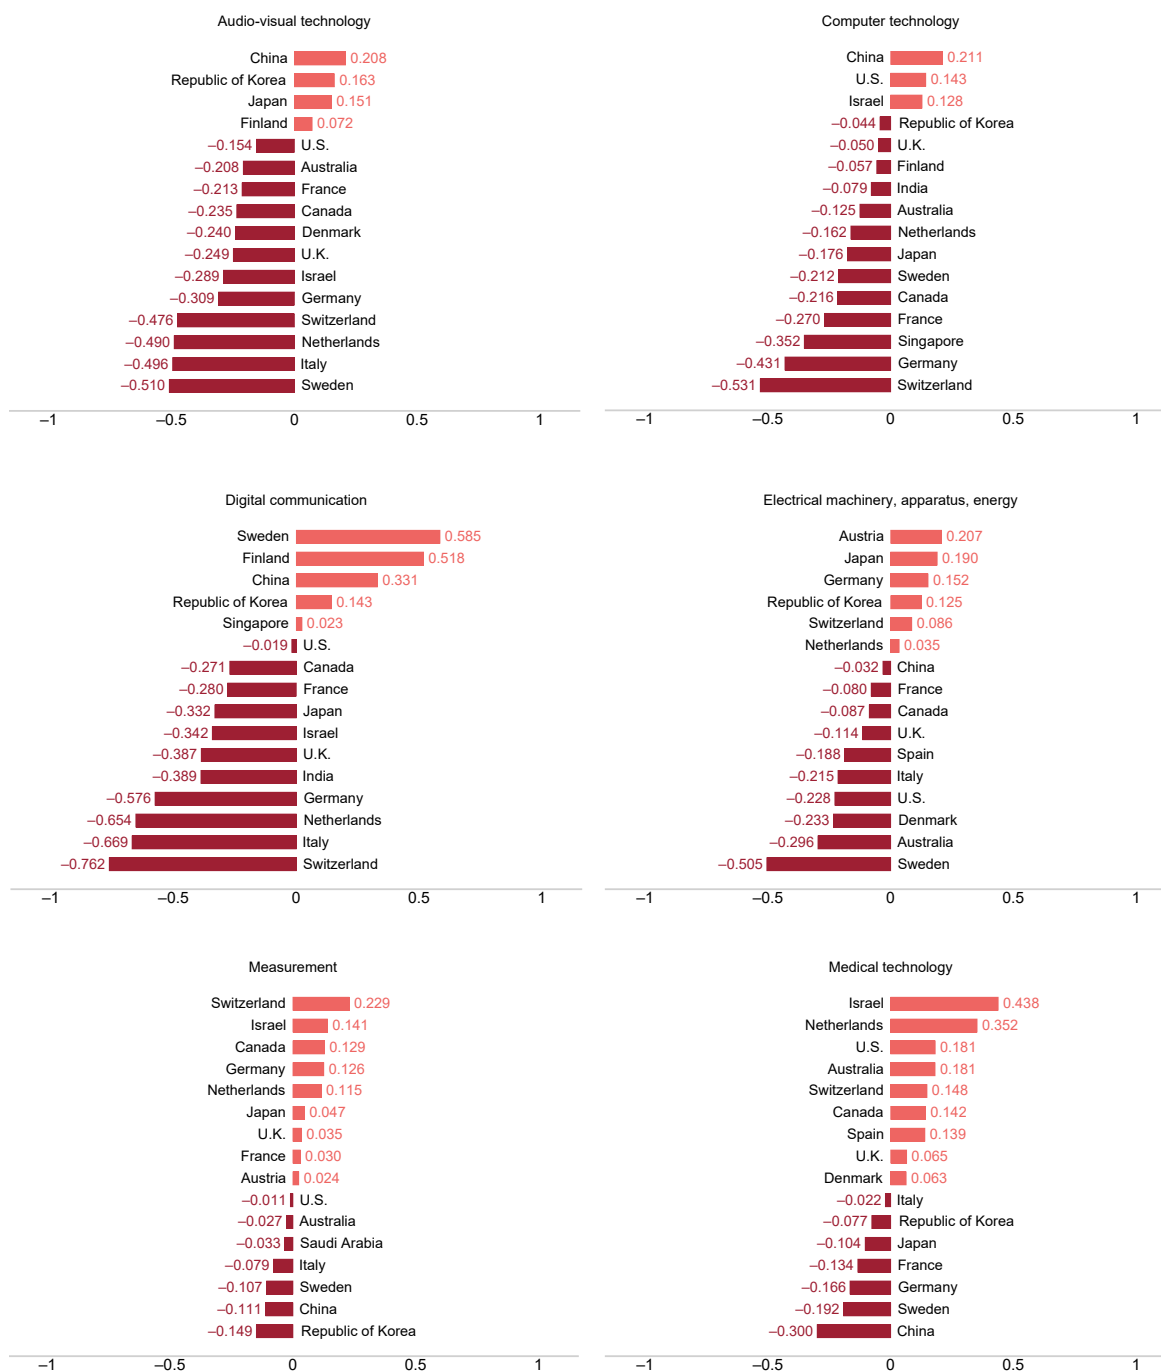 Audio-visual technology
China 0.208
Republic of Korea 0.163
Japan 0.151
Finland 0.072
–0.154 U.S.
–0.208 Australia
–0.213 France
–0.235 Canada
–0.240 Denmark
–0.249 U.K.
–0.289 Israel
–0.309 Germany
–0.476 Switzerland
–0.490 Netherlands
–0.496 Italy
–0.510 Sweden
–1 –0.5 0 0.5 1
Computer technology
China 0.211
U.S. 0.143
Israel 0.128
–0.044 Republic of Korea
–0.050 U.K.
–0.057 Finland
–0.079 India
–0.125 Australia
–0.162 Netherlands
–0.176 Japan
–0.212 Sweden
–0.216 Canada
–0.270 France
–0.352 Singapore
–0.431 Germany
–0.531 Switzerland
–1 –0.5 0 0.5 1
Digital communication
Sweden 0.585
Finland 0.518
China 0.331
Republic of Korea 0.143
Singapore 0.023
–0.019 U.S.
–0.271 Canada
–0.280 France
–0.332 Japan
–0.342 Israel
–0.387 U.K.
–0.389 India
–0.576 Germany
–0.654 Netherlands
–0.669 Italy
–0.762 Switzerland
–1 –0.5 0 0.5 1
Electrical machinery, apparatus, energy
Austria 0.207
Japan 0.190
Germany 0.152
Republic of Korea 0.125
Switzerland 0.086
Netherlands 0.035
–0.032 China
–0.080 France
–0.087 Canada
–0.114 U.K.
–0.188 Spain
–0.215 Italy
–0.228 U.S.
–0.233 Denmark
–0.296 Australia
–0.505 Sweden
–1 –0.5 0 0.5 1
Measurement
Switzerland 0.229
Israel 0.141
Canada 0.129
Germany 0.126
Netherlands 0.115
Japan 0.047
U.K. 0.035
France 0.030
Austria 0.024
–0.011 U.S.
–0.027 Australia
–0.033 Saudi Arabia
–0.079 Italy
–0.107 Sweden
–0.111 China
–0.149 Republic of Korea
–1 –0.5 0 0.5 1
Medical technology
Israel 0.438
Netherlands 0.352
U.S. 0.181
Australia 0.181
Switzerland 0.148
Canada 0.142
Spain 0.139
U.K. 0.065
Denmark 0.063
–0.022 Italy
–0.077 Republic of Korea
–0.104 Japan
–0.134 France
–0.166 Germany
–0.192 Sweden
–0.300 China
–1 –0.5 0 0.5 1